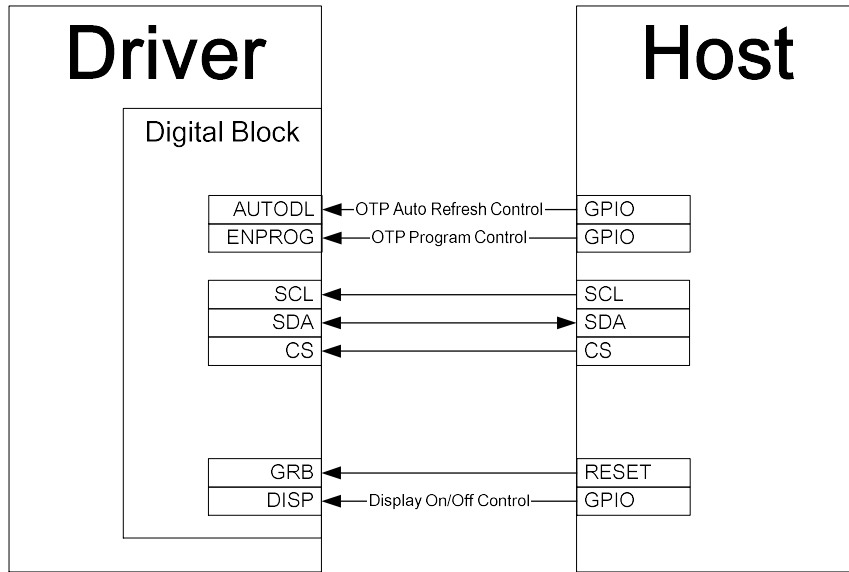 Driver
Host
Digital Block
AUTODL OTP Auto Refresh Control GPIO
ENPROG OTP Program Control GPIO
SCL SCL
SDA SDA
CS CS
GRB RESET
DISP Display On/Off Control GPIO